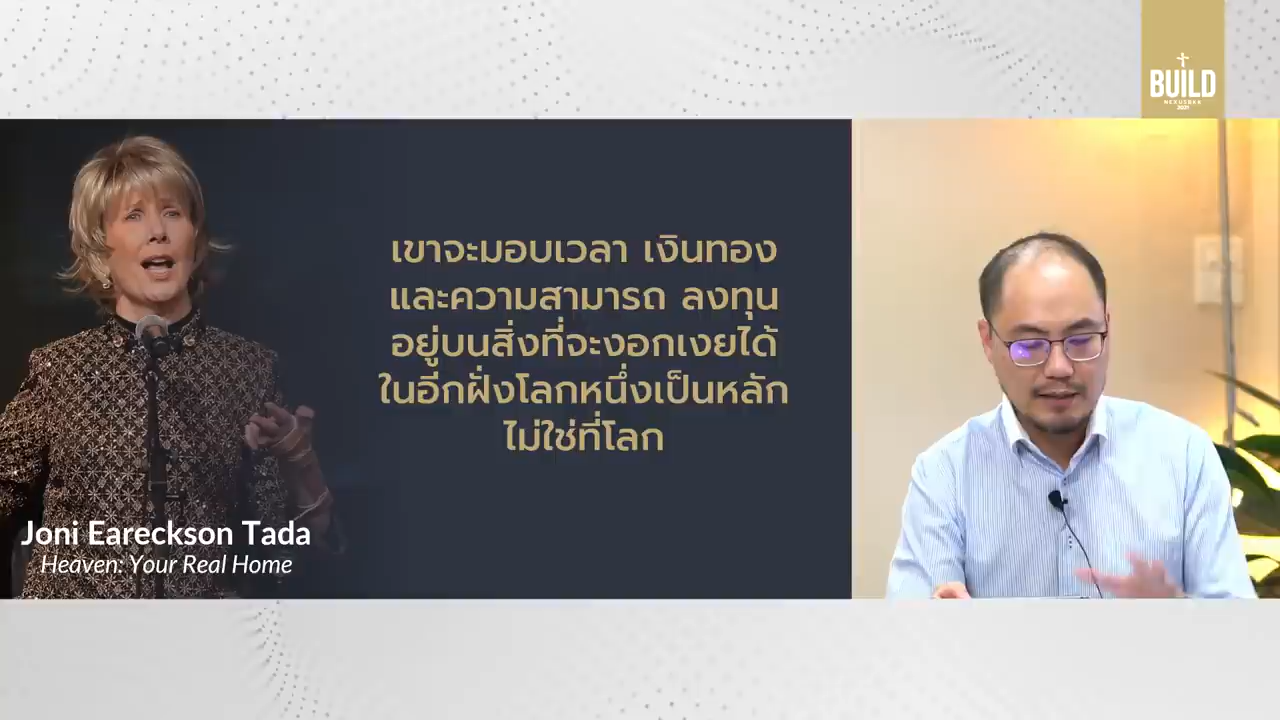 BUILD
NEXUSBKK
2021
เขาจะมอบเวลา เงินทอง
และความสามารถ ลงทุน
อยู่บนสิ่งที่จะงอกเงยได้
ในอีกฝั่งโลกหนึ่งเป็นหลัก
ไม่ใช่ที่โลก
Joni Eareckson Tada
Heaven: Your Real Home